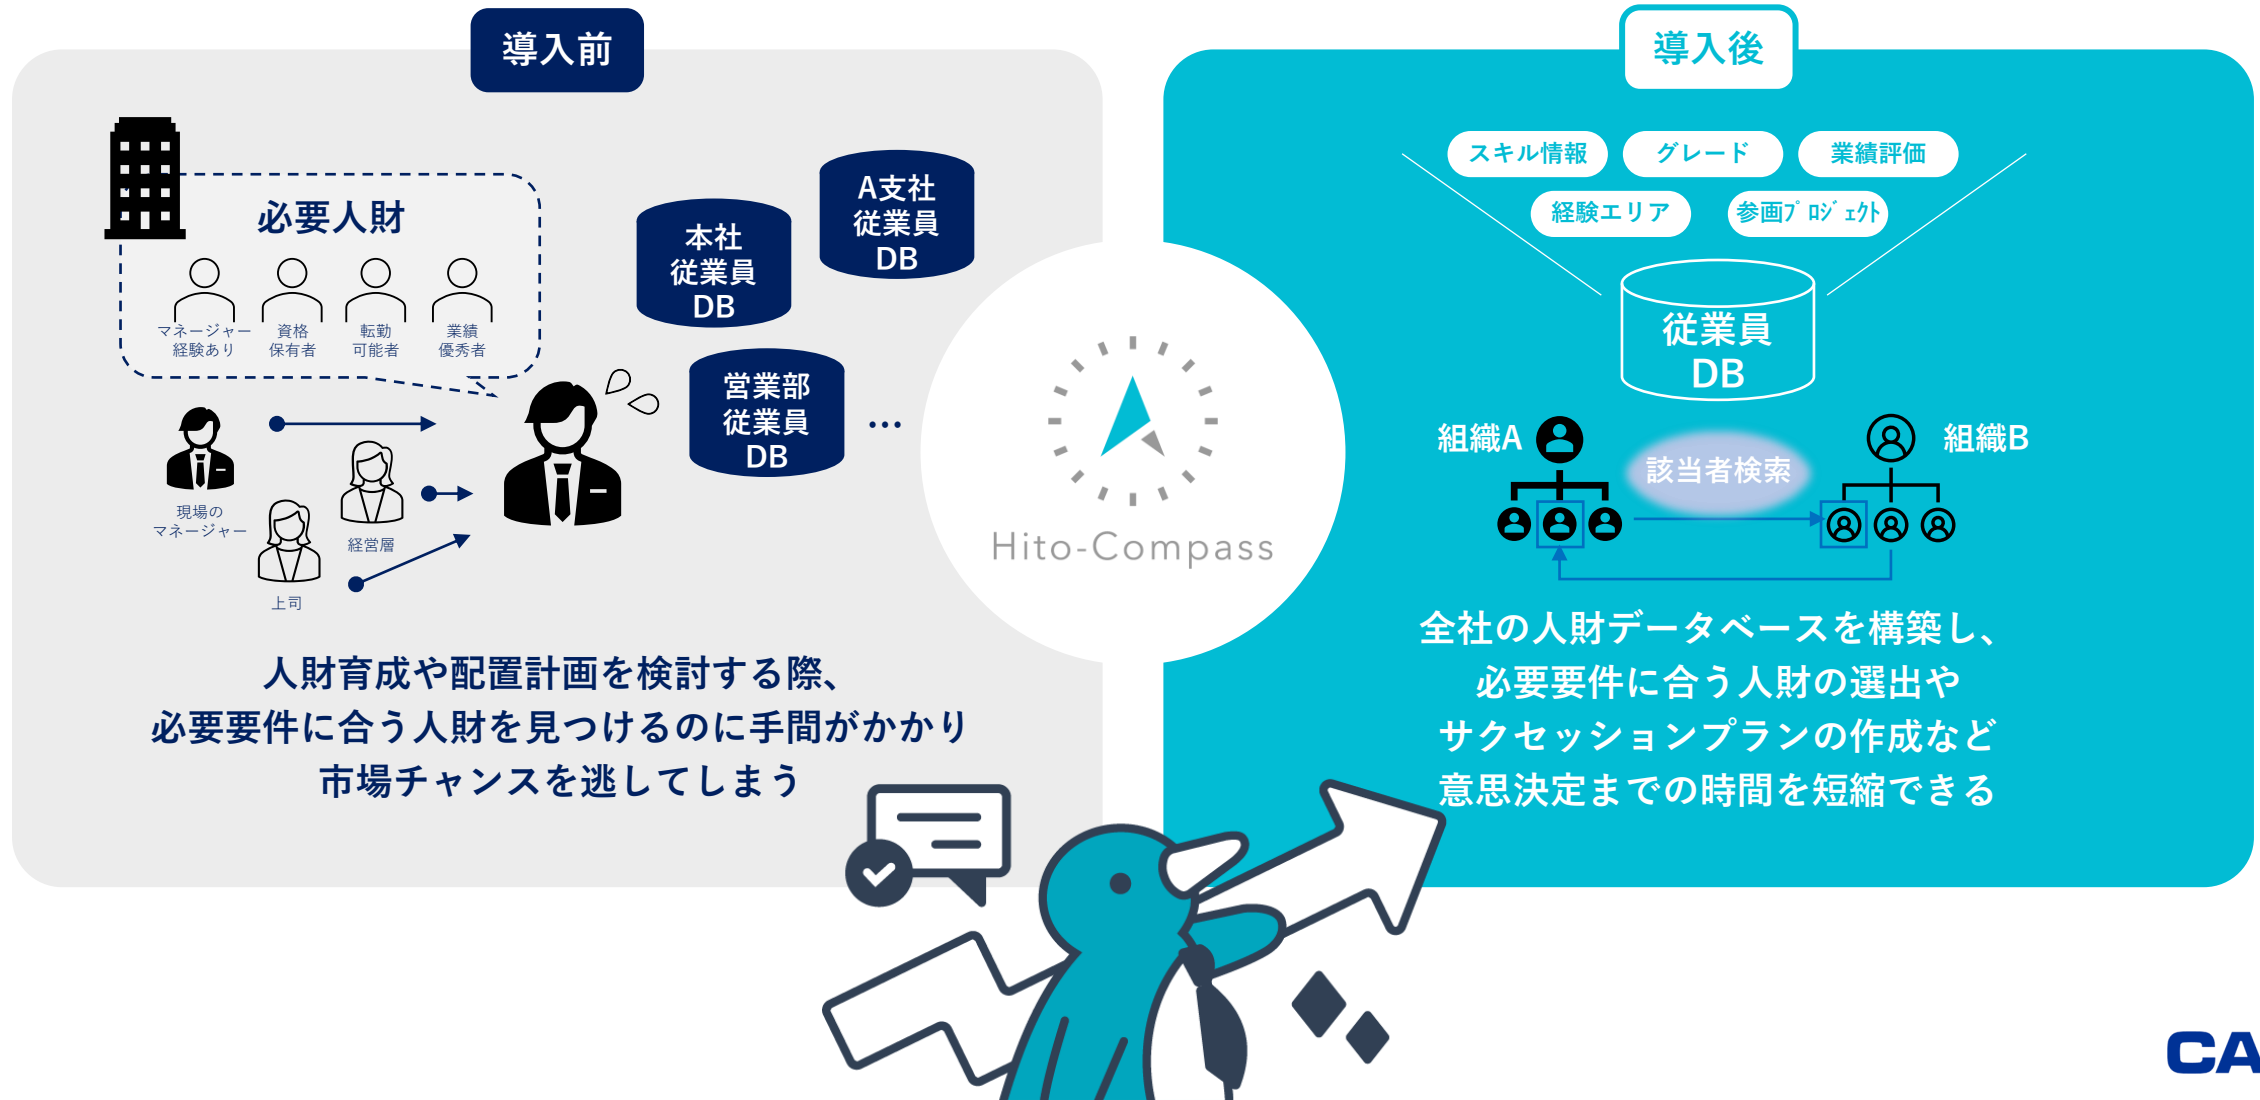 導入前
必要人財
マネージャー
経験あり
資格
保有者
転勤
可能者
業績
優秀者
現場の
マネージャー
経営層
上司
本社
従業員
DB
A支社
従業員
DB
営業部
従業員
DB
…
人財育成や配置計画を検討する際、
必要要件に合う人財を見つけるのに手間がかかり
市場チャンスを逃してしまう
Hito-Compass
導入後
スキル情報
グレード
業績評価
経験エリア
参画ﾌﾟﾛｼﾞｪｸﾄ
従業員
DB
組織A
該当者検索
組織B
全社の人財データベースを構築し、
必要要件に合う人財の選出や
サクセッションプランの作成など
意思決定までの時間を短縮できる
CA